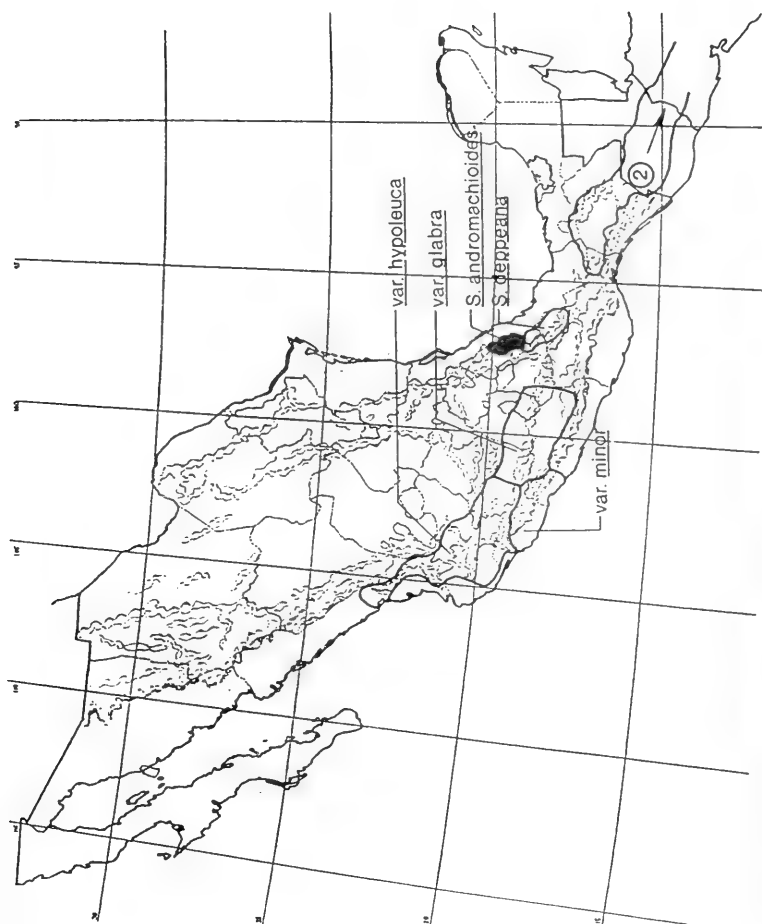 var. hypoleuca
var. glabra
S. andromachioides
S. deppeana
var. minor
2